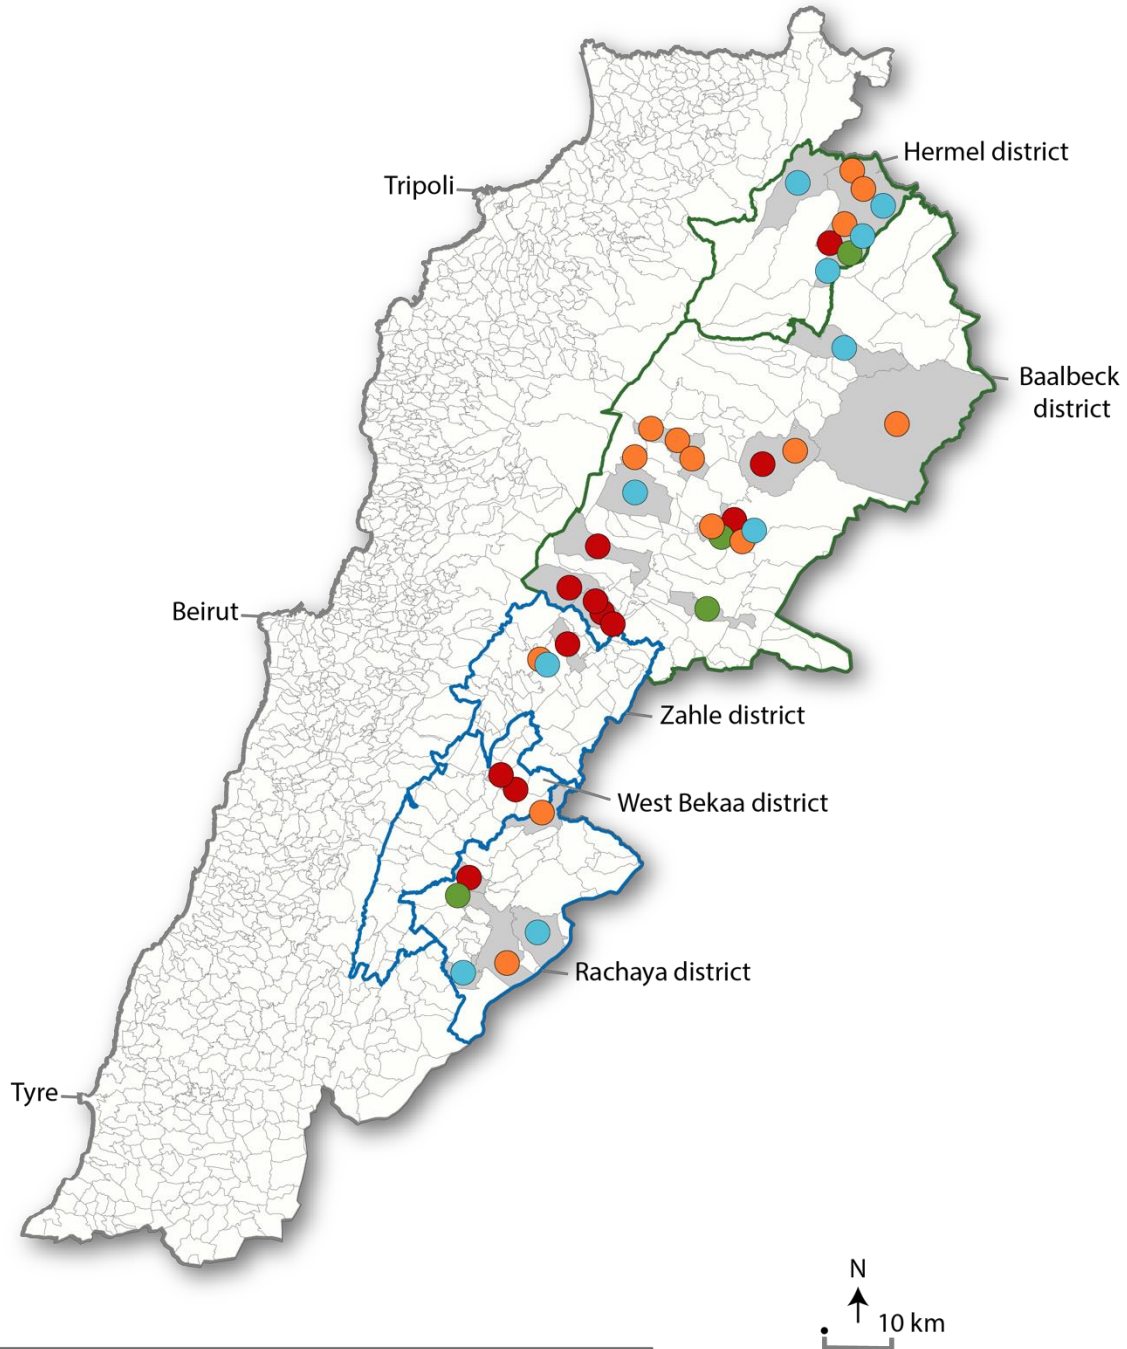 Hermel district
Tripoli
Baalbeck
district
Beirut
Zahle district
West Bekaa district
Rachaya district
Tyre
N
10 km